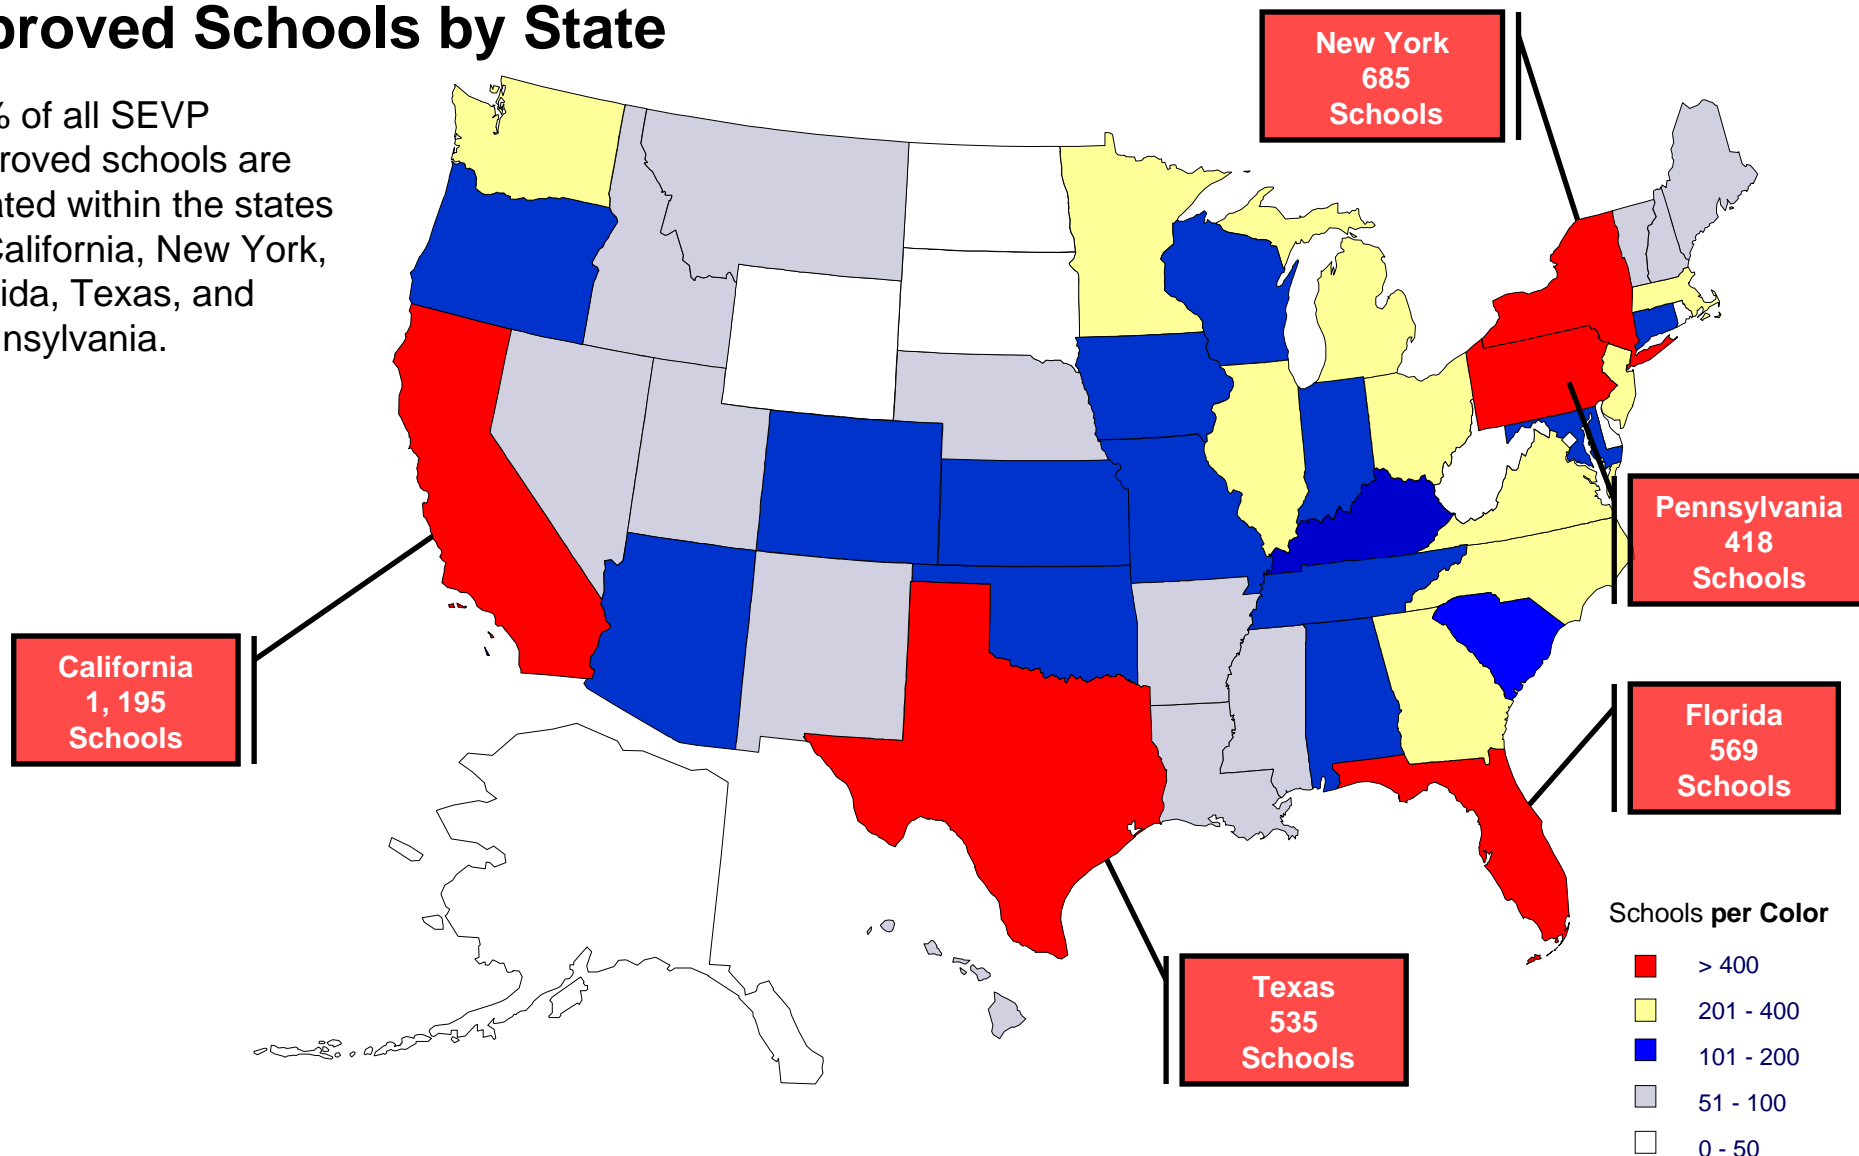 proved Schools by State
% of all SEVP
roved schools are
ated within the states
California, New York,
ida, Texas, and
nsylvania.
New York
685
Schools
Pennsylvania
418
Schools
California
1, 195
Schools
Florida
569
Schools
Texas
535
Schools
Schools per Color
> 400
201 - 400
101 - 200
51 - 100
0 - 50